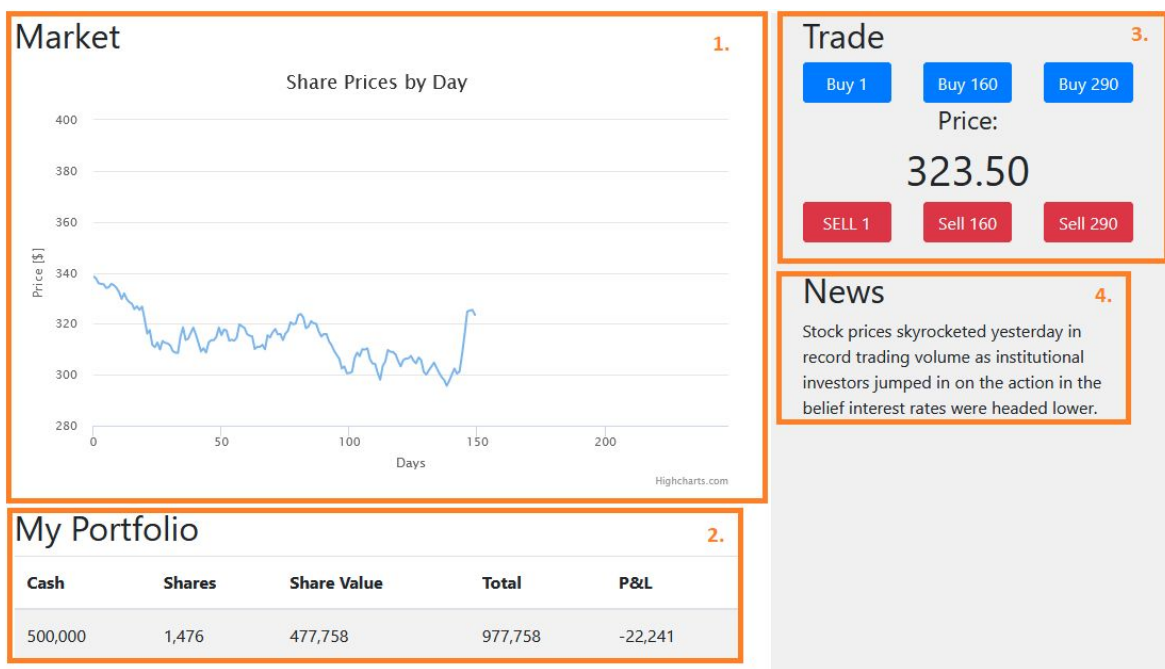 Market
1.
Share Prices by Day
400
380
360
340
320
300
280
Price [$]
0 50 100 150 200
Days
Highcharts.com
My Portfolio
2.
Cash Shares Share Value Total P&L
500,000 1,476 477,758 977,758 -22,241
Trade
3.
Buy 1 Buy 160 Buy 290
Price:
323.50
SELL 1 Sell 160 Sell 290
News
4.
Stock prices skyrocketed yesterday in
record trading volume as institutional
investors jumped in on the action in the
belief interest rates were headed lower.